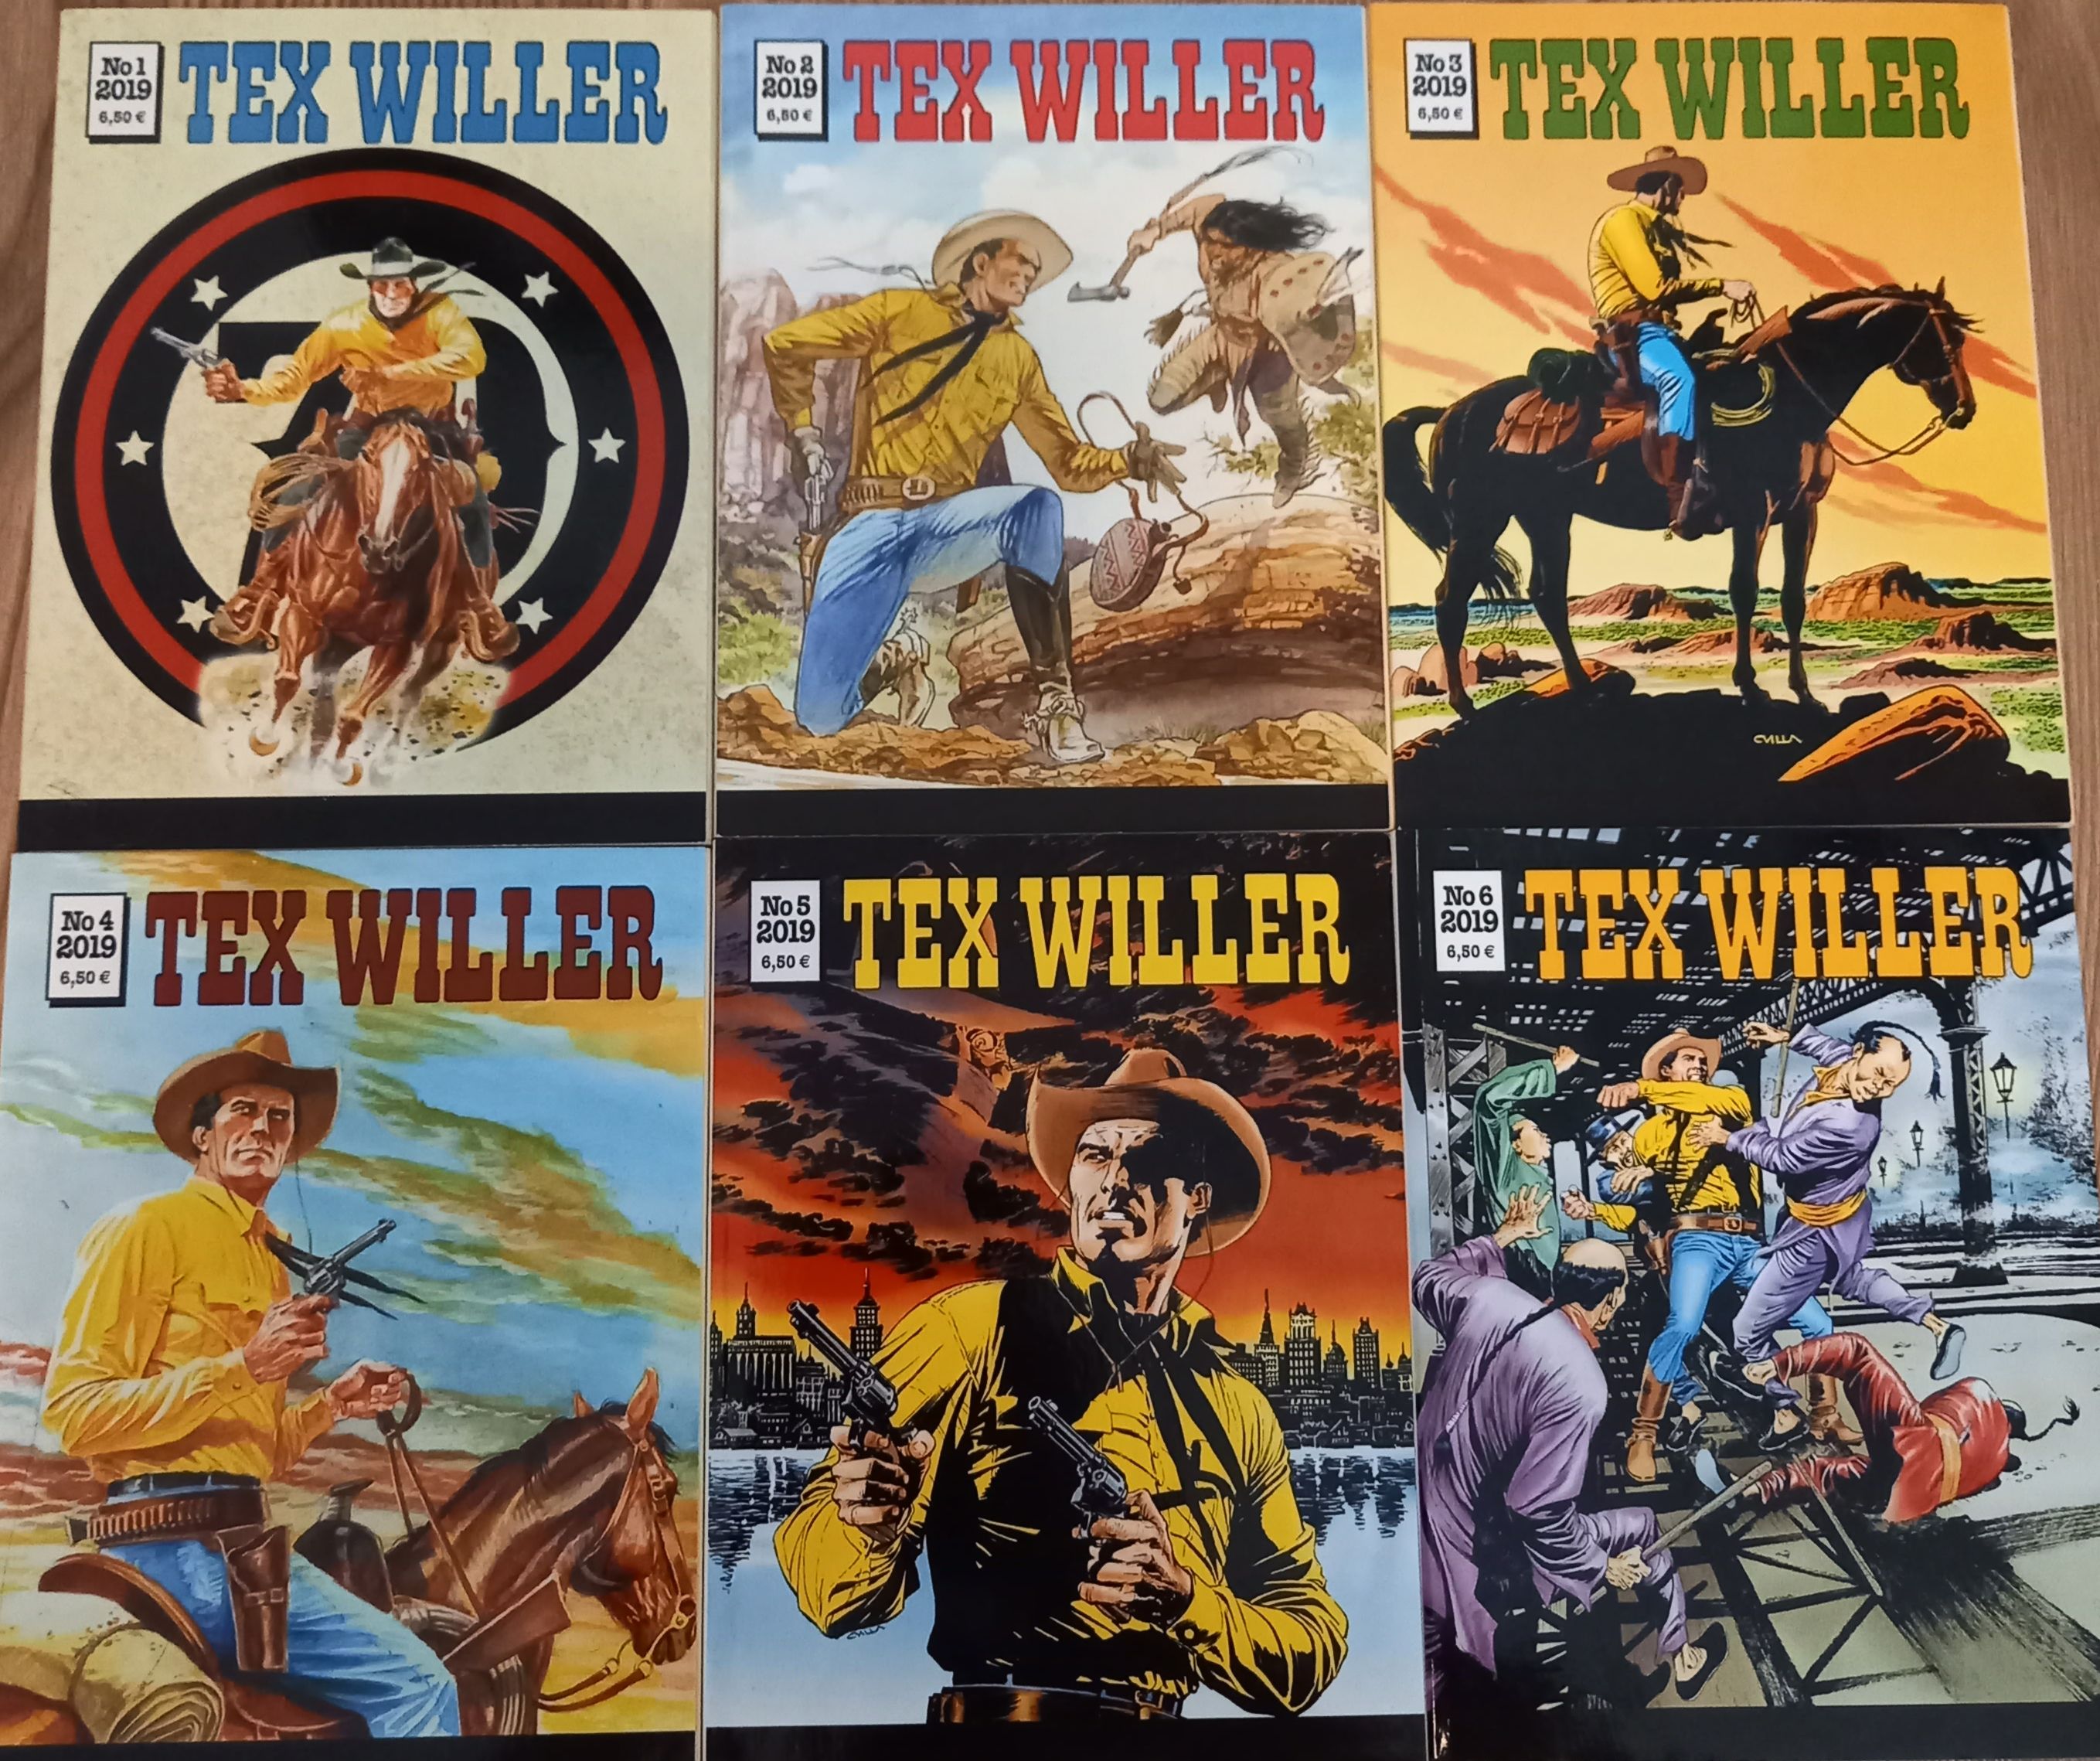 No 1
2019
6,50 €
TEX WILLER
No 2
2019
6,50 €
TEX WILLER
No 3
2019
6,50 €
TEX WILLER
CVILLA
No 4
2019
6,50 €
TEX WILLER
No 5
2019
6,50 €
TEX WILLER
CVILLA
No 6
2019
6,50 €
TEX WILLER